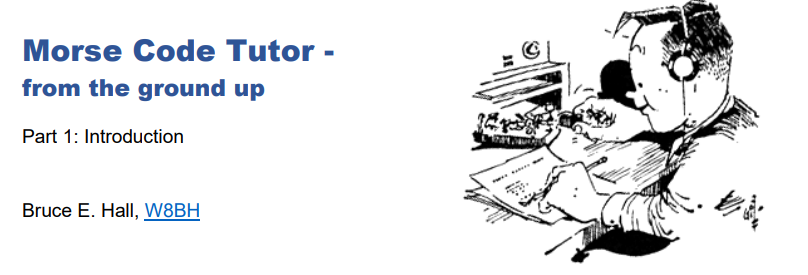 Morse Code Tutor -
from the ground up
Part 1: Introduction
Bruce E. Hall, W8BH